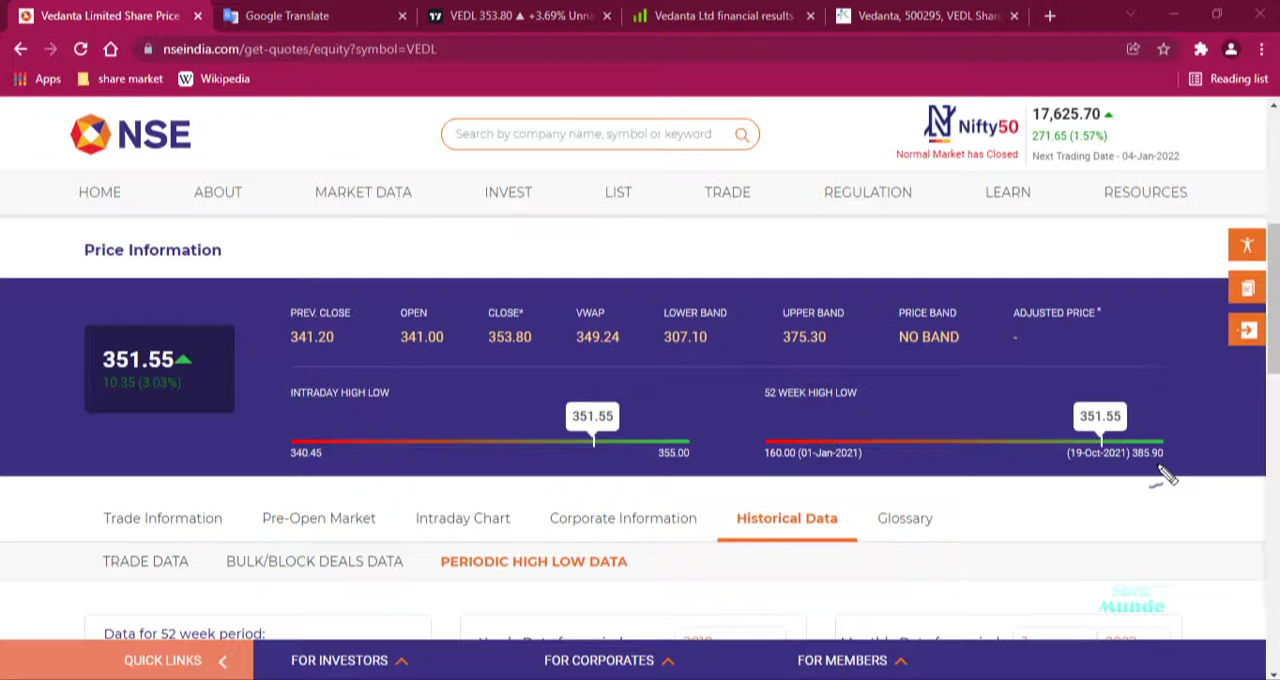 Vedanta Limited Share Price
Google Translate
VEDL 353.80 ▲ +3.69% Unna
Vedanta Ltd financial results
Vedanta, 500295, VEDL Shar
nseindia.com/get-quotes/equity?symbol=VEDL
Apps share market Wikipedia Reading list
NSE
Search by company name, symbol or keyword
Nifty50
Normal Market has Closed
17,625.70
271.65 (1.57%)
Next Trading Date - 04-Jan-2022
HOME ABOUT MARKET DATA INVEST LIST TRADE REGULATION LEARN RESOURCES
Price Information
351.55
10.35 (3.03%)
PREV. CLOSE OPEN CLOSE* VWAP LOWER BAND UPPER BAND PRICE BAND ADJUSTED PRICE *
341.20 341.00 353.80 349.24 307.10 375.30 NO BAND -
INTRADAY HIGH LOW 52 WEEK HIGH LOW
351.55 351.55
340.45 355.00 160.00 (01-Jan-2021) (19-Oct-2021) 385.90
Trade Information Pre-Open Market Intraday Chart Corporate Information Historical Data Glossary
TRADE DATA BULK/BLOCK DEALS DATA PERIODIC HIGH LOW DATA
Munde
Data for 52 week period:
QUICK LINKS FOR INVESTORS FOR CORPORATES FOR MEMBERS